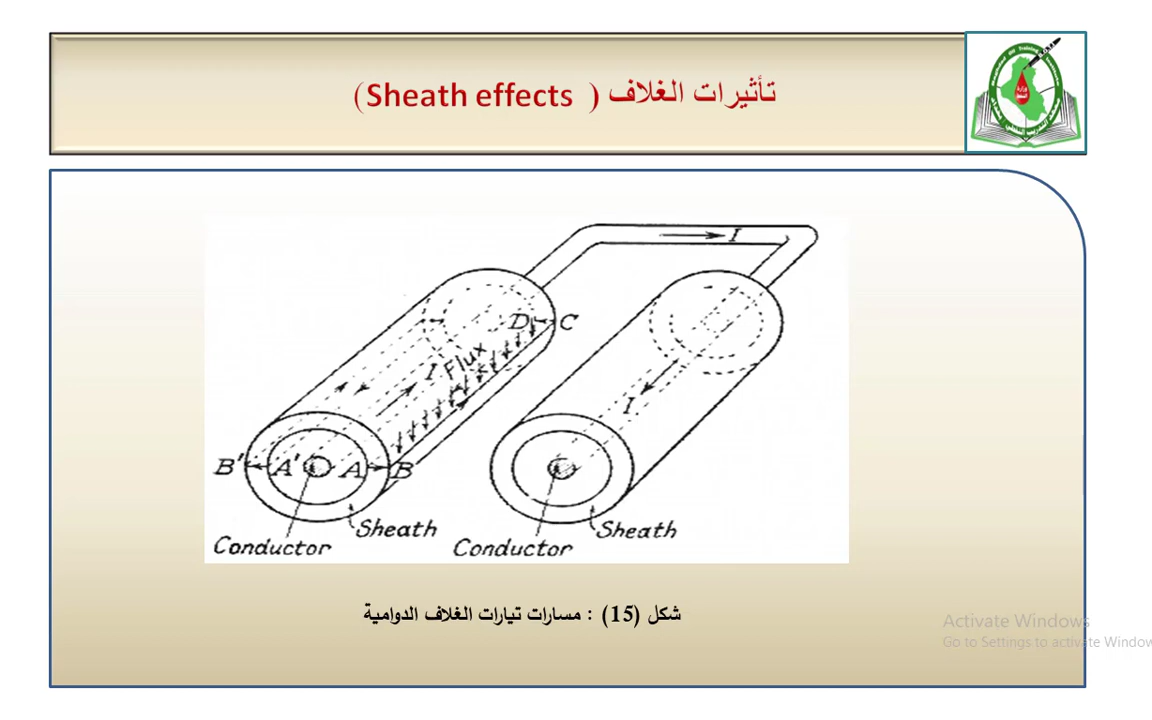 تأثيرات الغلاف ( Sheath effects )
I
D C
I Flux
I
B' A' A B
Sheath
Sheath
Conductor
Conductor
شكل (15) : مسارات تيارات الغلاف الدوامية
Activate Windows
Go to Settings to activate Window